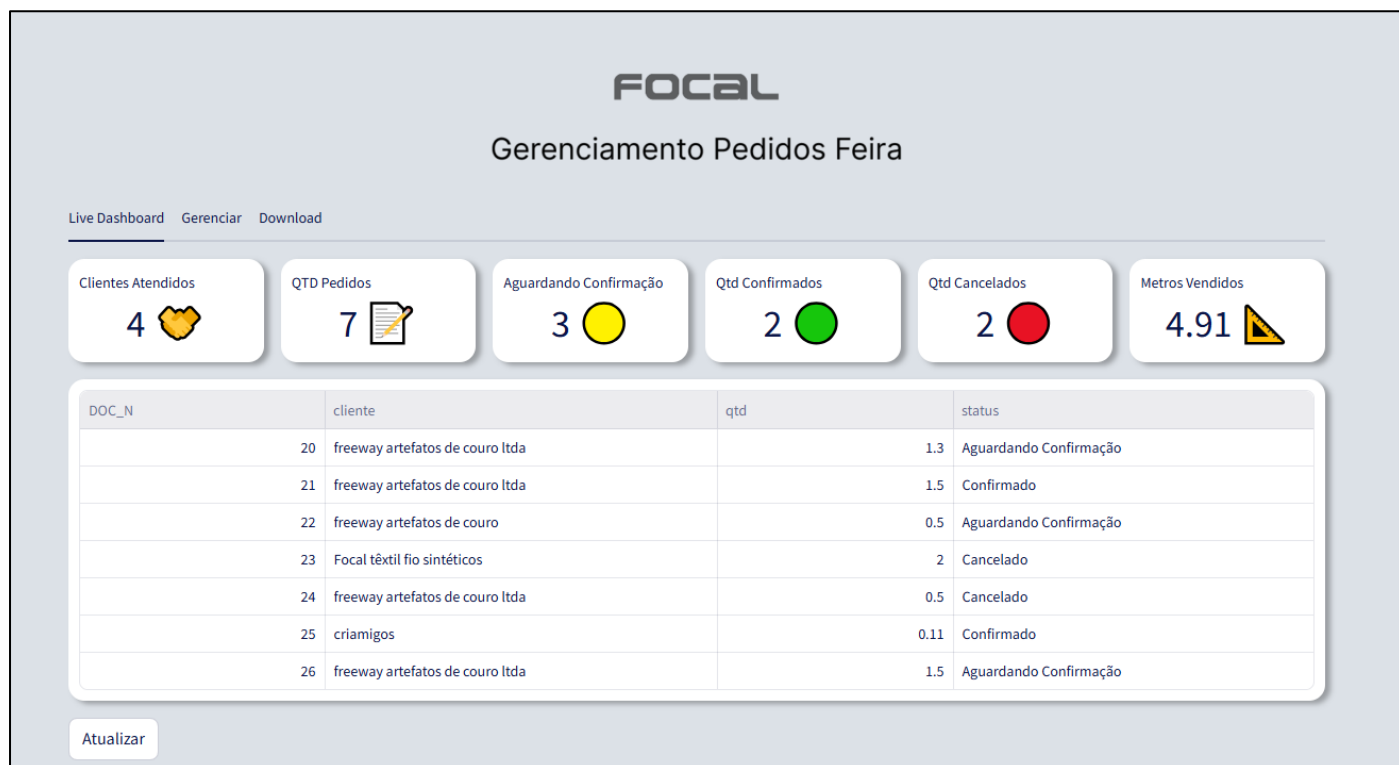 FOCAL
Gerenciamento Pedidos Feira
Live Dashboard Gerenciar Download
Clientes Atendidos QTD Pedidos Aguardando Confirmação Qtd Confirmados Qtd Cancelados Metros Vendidos
4 7 3 2 2 4.91
DOC_N cliente qtd status
20 freeway artefatos de couro ltda 1.3 Aguardando Confirmação
21 freeway artefatos de couro ltda 1.5 Confirmado
22 freeway artefatos de couro 0.5 Aguardando Confirmação
23 Focal têxtil fio sintéticos 2 Cancelado
24 freeway artefatos de couro ltda 0.5 Cancelado
25 criamigos 0.11 Confirmado
26 freeway artefatos de couro ltda 1.5 Aguardando Confirmação
Atualizar